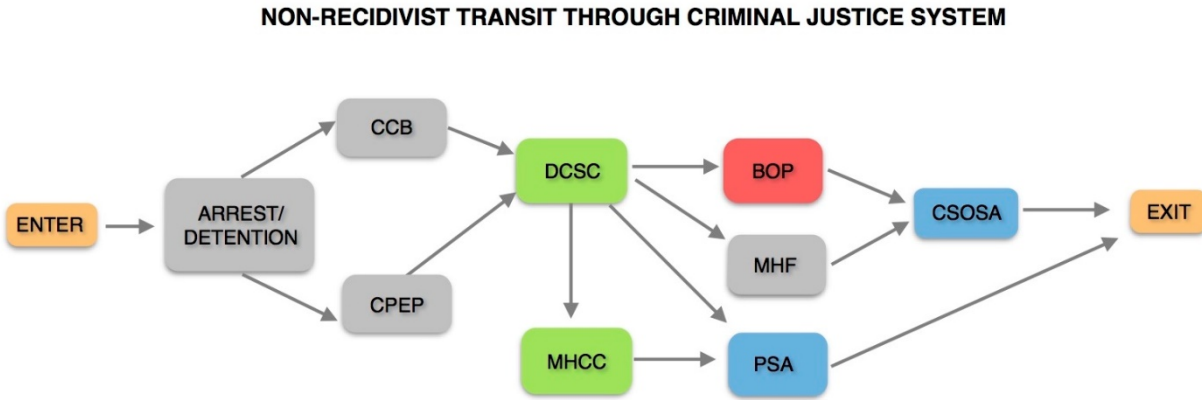 NON-RECIDIVIST TRANSIT THROUGH CRIMINAL JUSTICE SYSTEM
ENTER
ARREST/
DETENTION
CCB
CPEP
DCSC
MHCC
BOP
MHF
PSA
CSOSA
EXIT